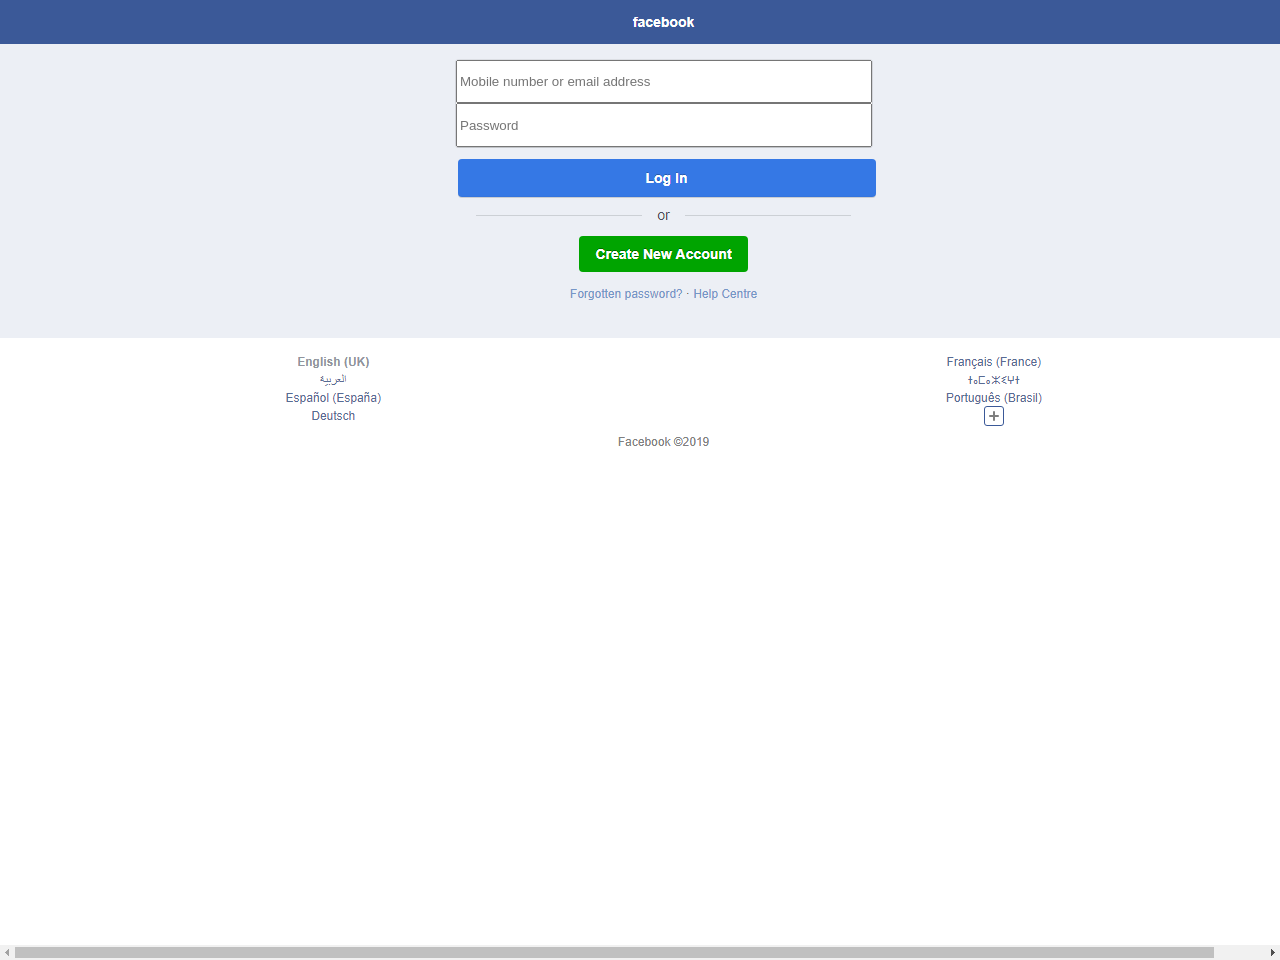 facebook
Mobile number or email address
Password
Log In
or
Create New Account
Forgotten password? · Help Centre
English (UK)
العربية
Español (España)
Deutsch
Français (France)
ⵜⴰⵎⴰⵣⵉⵖⵜ
Português (Brasil)
Facebook ©2019